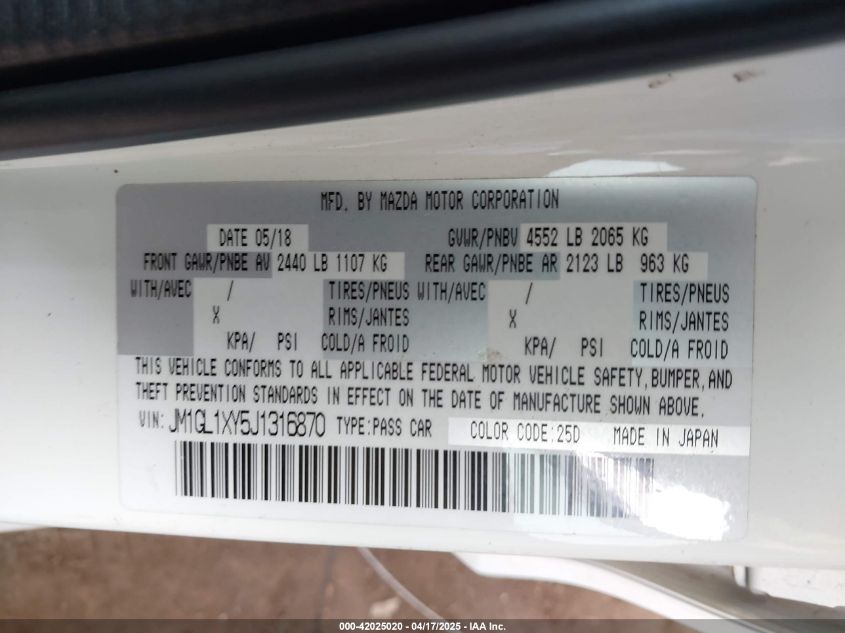 MFD. BY MAZDA MOTOR CORPORATION
DATE 05/18 GVWR/PNBV 4552 LB 2065 KG
FRONT GAWR/PNBE AV 2440 LB 1107 KG REAR GAWR/PNBE AR 2123 LB 963 KG
WITH/AVEC / TIRES/PNEUS WITH/AVEC / TIRES/PNEUS
X RIMS/JANTES X RIMS/JANTES
KPA/ PSI COLD/A FROID KPA/ PSI COLD/A FROID
THIS VEHICLE CONFORMS TO ALL APPLICABLE FEDERAL MOTOR VEHICLE SAFETY, BUMPER, AND
THEFT PREVENTION STANDARDS IN EFFECT ON THE DATE OF MANUFACTURE SHOWN ABOVE.
VIN: JM1GL1XY5J1316870 TYPE:PASS CAR COLOR CODE:25D MADE IN JAPAN
000-42025020 - 04/17/2025 - IAA Inc.